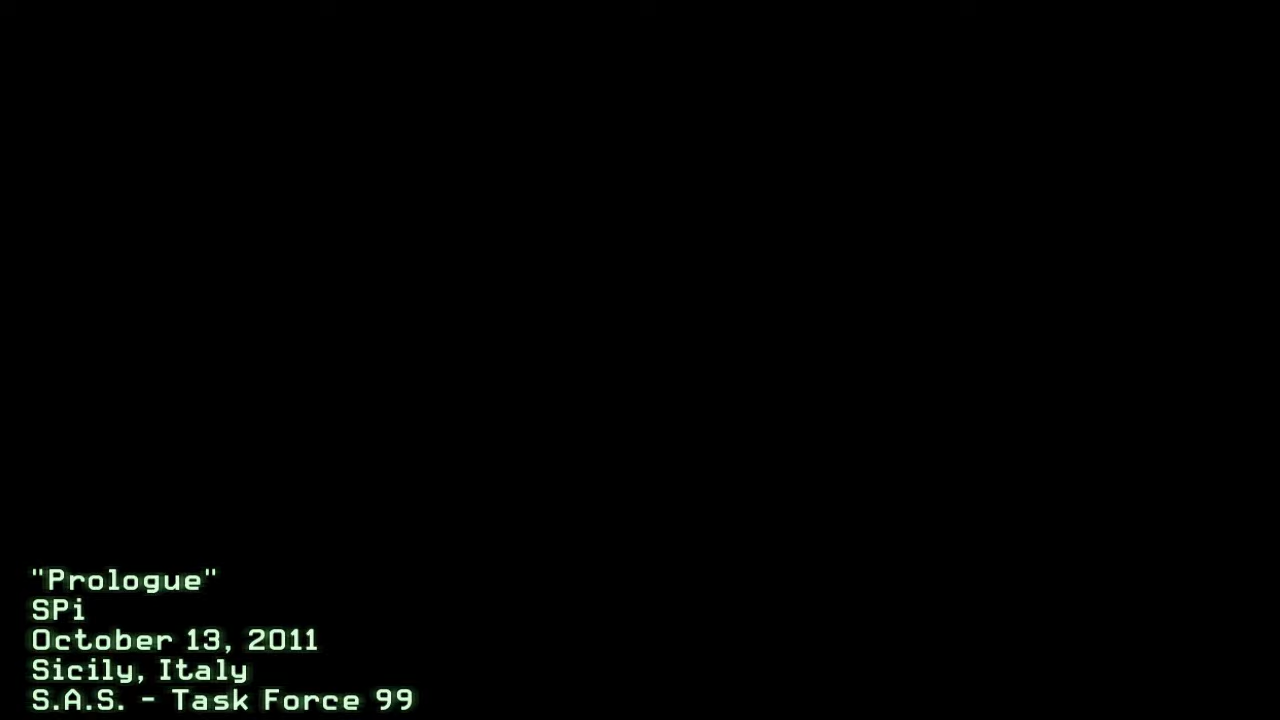 "Prologue"
SPi
October 13, 2011
Sicily, Italy
S.A.S. - Task Force 99